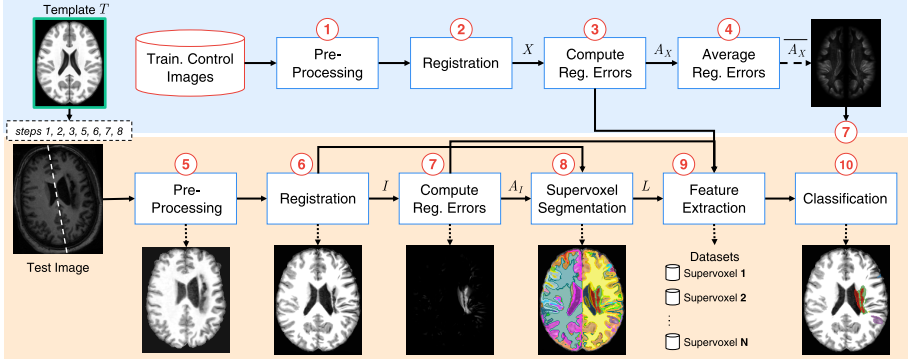 Template T
1
2
3
4
Train. Control
Images
Pre-
Processing
Registration
X
Compute
Reg. Errors
A_X
Average
Reg. Errors
A_X
steps 1, 2, 3, 5, 6, 7, 8
7
5
6
7
8
9
10
Pre-
Processing
Registration
I
Compute
Reg. Errors
A_I
Supervoxel
Segmentation
L
Feature
Extraction
Classification
Test Image
Datasets
Supervoxel 1
Supervoxel 2
⋮
Supervoxel N